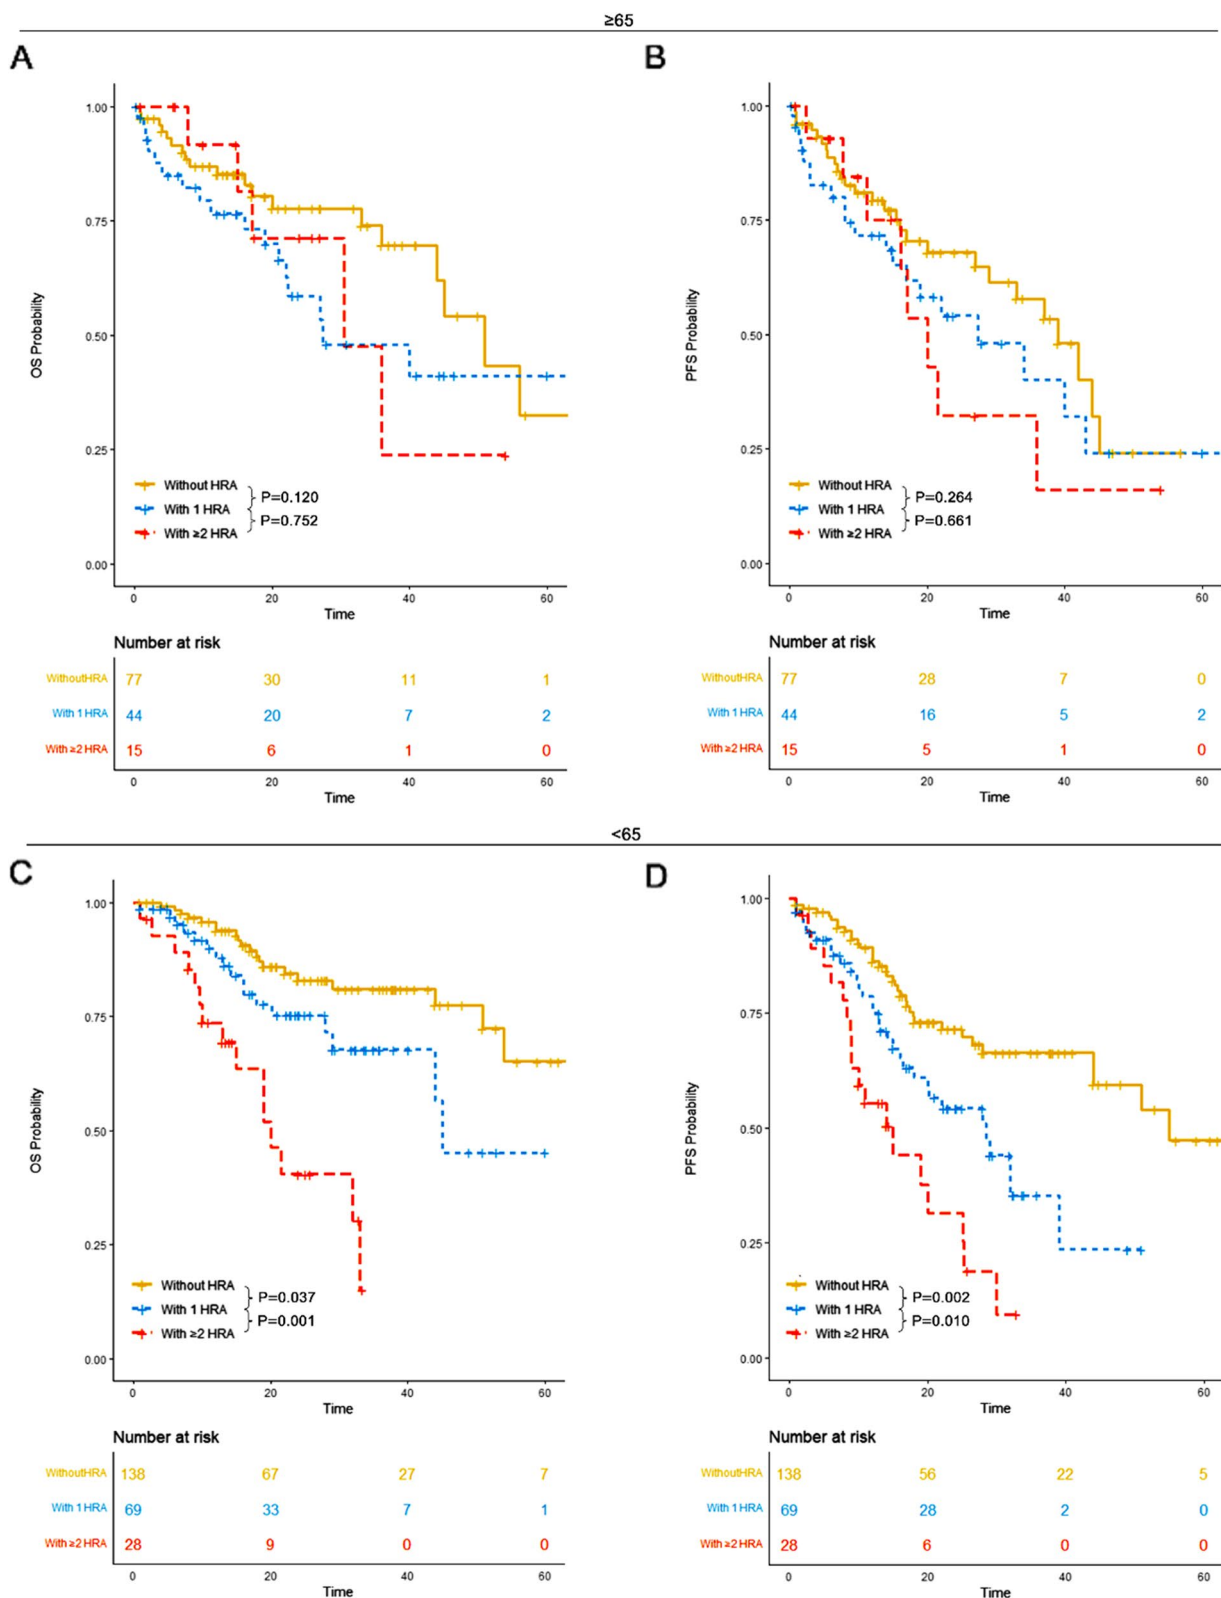 ≥65
A
OS Probability
1.00
0.75
0.50
0.25
0.00
Without HRA
With 1 HRA
With ≥2 HRA
P=0.120
P=0.752
0 20 40 60
Time
Number at risk
WithoutHRA 77 30 11 1
With 1 HRA 44 20 7 2
With ≥2 HRA 15 6 1 0
0 20 40 60
Time
B
PFS Probability
1.00
0.75
0.50
0.25
0.00
Without HRA
With 1 HRA
With ≥2 HRA
P=0.264
P=0.661
0 20 40 60
Time
Number at risk
WithoutHRA 77 28 7 0
With 1 HRA 44 16 5 2
With ≥2 HRA 15 5 1 0
0 20 40 60
Time
<65
C
OS Probability
1.00
0.75
0.50
0.25
0.00
Without HRA
With 1 HRA
With ≥2 HRA
P=0.037
P=0.001
0 20 40 60
Time
Number at risk
WithoutHRA 138 67 27 7
With 1 HRA 69 33 7 1
With ≥2 HRA 28 9 0 0
0 20 40 60
Time
D
PFS Probability
1.00
0.75
0.50
0.25
0.00
Without HRA
With 1 HRA
With ≥2 HRA
P=0.002
P=0.010
0 20 40 60
Time
Number at risk
WithoutHRA 138 56 22 5
With 1 HRA 69 28 2 0
With ≥2 HRA 28 6 0 0
0 20 40 60
Time